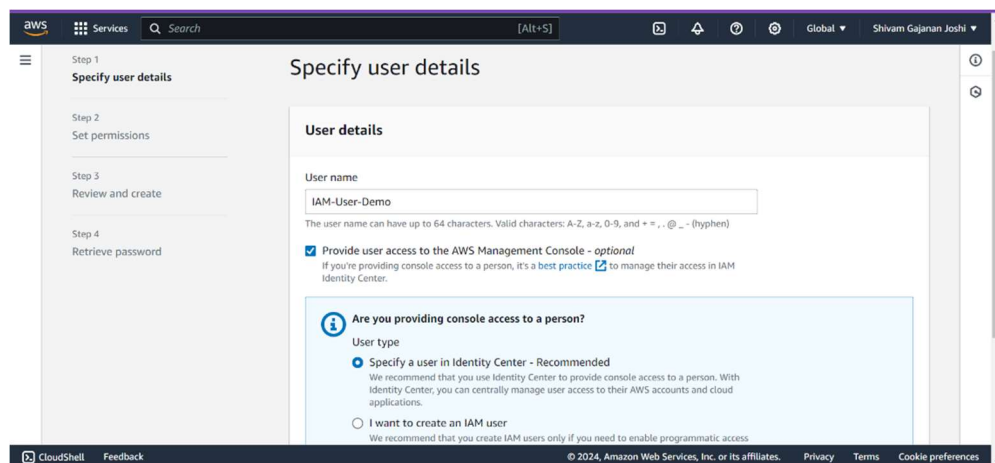 aws
Services
Search
[Alt+S]
Global
Shivam Gajanan Joshi
Step 1
Specify user details
Step 2
Set permissions
Step 3
Review and create
Step 4
Retrieve password
Specify user details
User details
User name
IAM-User-Demo
The user name can have up to 64 characters. Valid characters: A-Z, a-z, 0-9, and + = , . @ _ - (hyphen)
Provide user access to the AWS Management Console - optional
If you're providing console access to a person, it's a best practice to manage their access in IAM
Identity Center.
Are you providing console access to a person?
User type
Specify a user in Identity Center - Recommended
We recommend that you use Identity Center to provide console access to a person. With
Identity Center, you can centrally manage user access to their AWS accounts and cloud
applications.
I want to create an IAM user
We recommend that you create IAM users only if you need to enable programmatic access
CloudShell
Feedback
© 2024, Amazon Web Services, Inc. or its affiliates.
Privacy
Terms
Cookie preferences